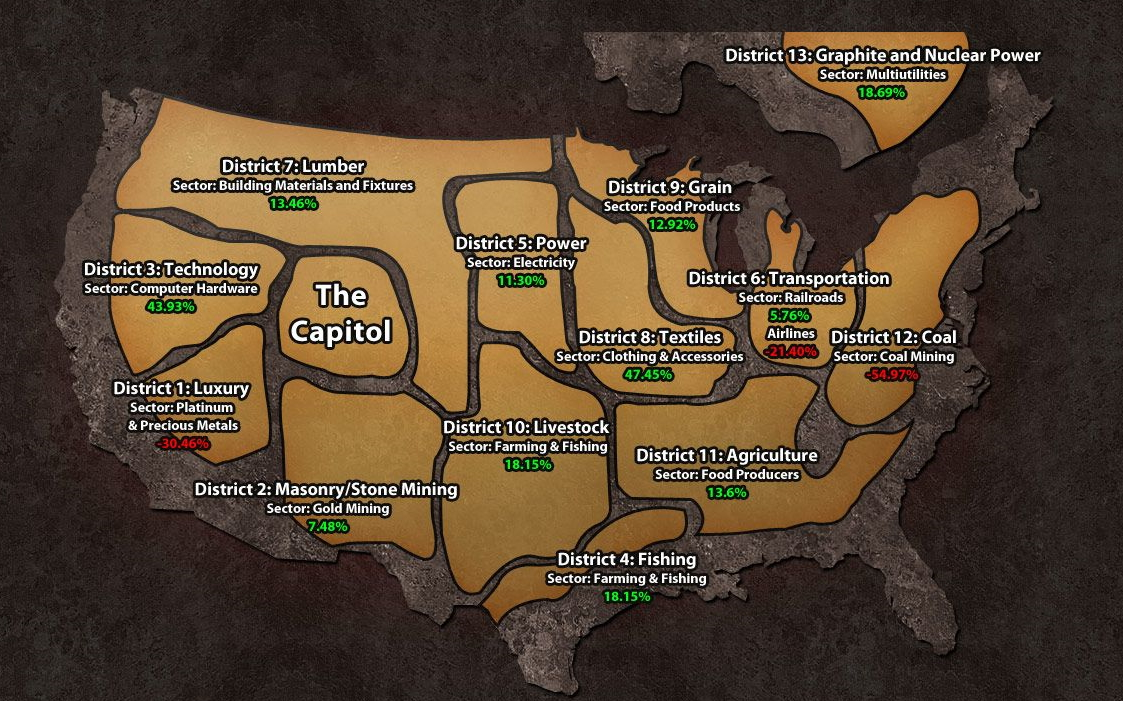 District 13: Graphite and Nuclear Power
Sector: Multiutilities
18.69%
District 7: Lumber
Sector: Building Materials and Fixtures
13.46%
District 9: Grain
Sector: Food Products
12.92%
District 5: Power
Sector: Electricity
11.30%
District 3: Technology
Sector: Computer Hardware
43.93%
The
Capitol
District 6: Transportation
Sector: Railroads
5.76%
Airlines
-21.40%
District 8: Textiles
Sector: Clothing & Accessories
47.45%
District 12: Coal
Sector: Coal Mining
-54.97%
District 1: Luxury
Sector: Platinum
& Precious Metals
-30.46%
District 10: Livestock
Sector: Farming & Fishing
18.15%
District 11: Agriculture
Sector: Food Producers
13.6%
District 2: Masonry/Stone Mining
Sector: Gold Mining
7.48%
District 4: Fishing
Sector: Farming & Fishing
18.15%